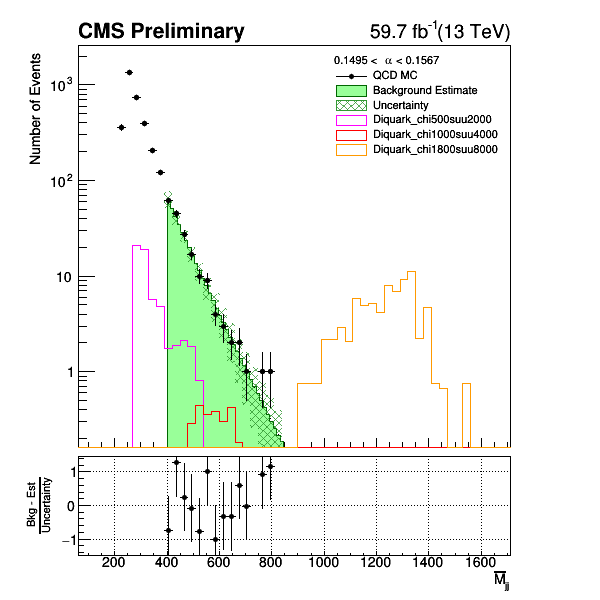 CMS Preliminary 59.7 fb⁻¹(13 TeV)
0.1495 < α < 0.1567
QCD MC
Background Estimate
Uncertainty
Diquark_chi500suu2000
Diquark_chi1000suu4000
Diquark_chi1800suu8000
Number of Events
10³
10²
10
1
Bkg - Est
Uncertainty
1
0
−1
200 400 600 800 1000 1200 1400 1600
M̅jj